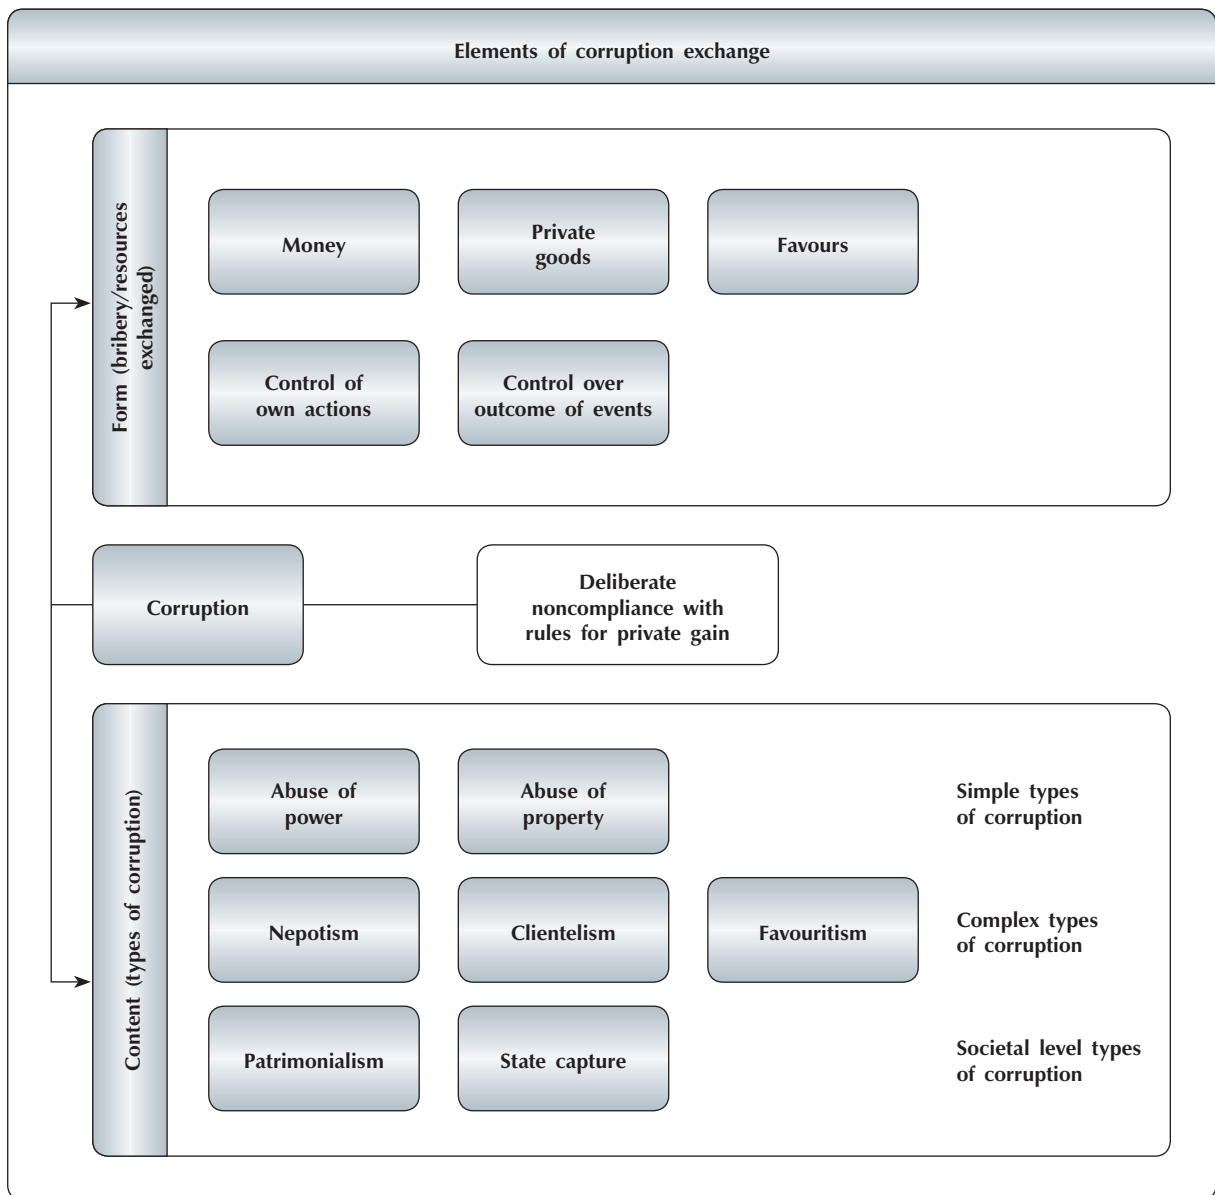 Elements of corruption exchange
Form (bribery/resources
exchanged)
Money
Private
goods
Favours
Control of
own actions
Control over
outcome of events
Corruption
Deliberate
noncompliance with
rules for private gain
Content (types of corruption)
Abuse of
power
Abuse of
property
Simple types
of corruption
Nepotism
Clientelism
Favouritism
Complex types
of corruption
Patrimonialism
State capture
Societal level types
of corruption